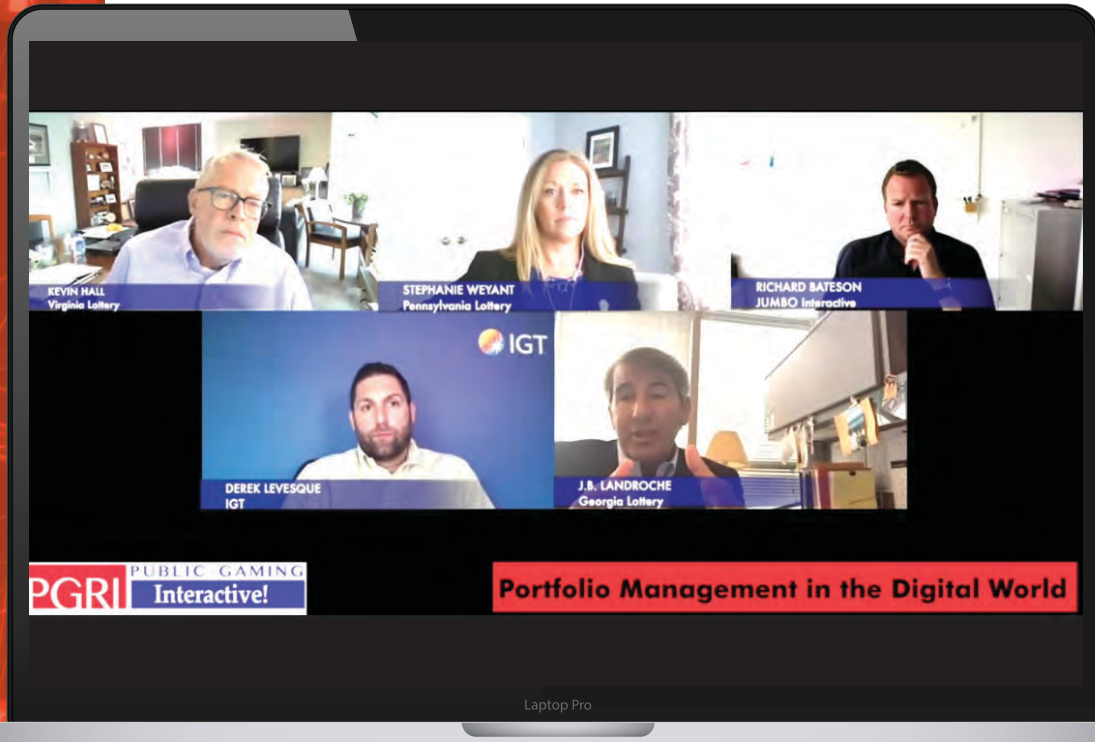 KEVIN HALL
Virginia Lottery
STEPHANIE WEYANT
Pennsylvania Lottery
RICHARD BATESON
JUMBO Interactive
IGT
DEREK LEVESQUE
IGT
J.B. LANDROCHE
Georgia Lottery
PGRI
PUBLIC GAMING
Interactive!
Portfolio Management in the Digital World
Laptop Pro